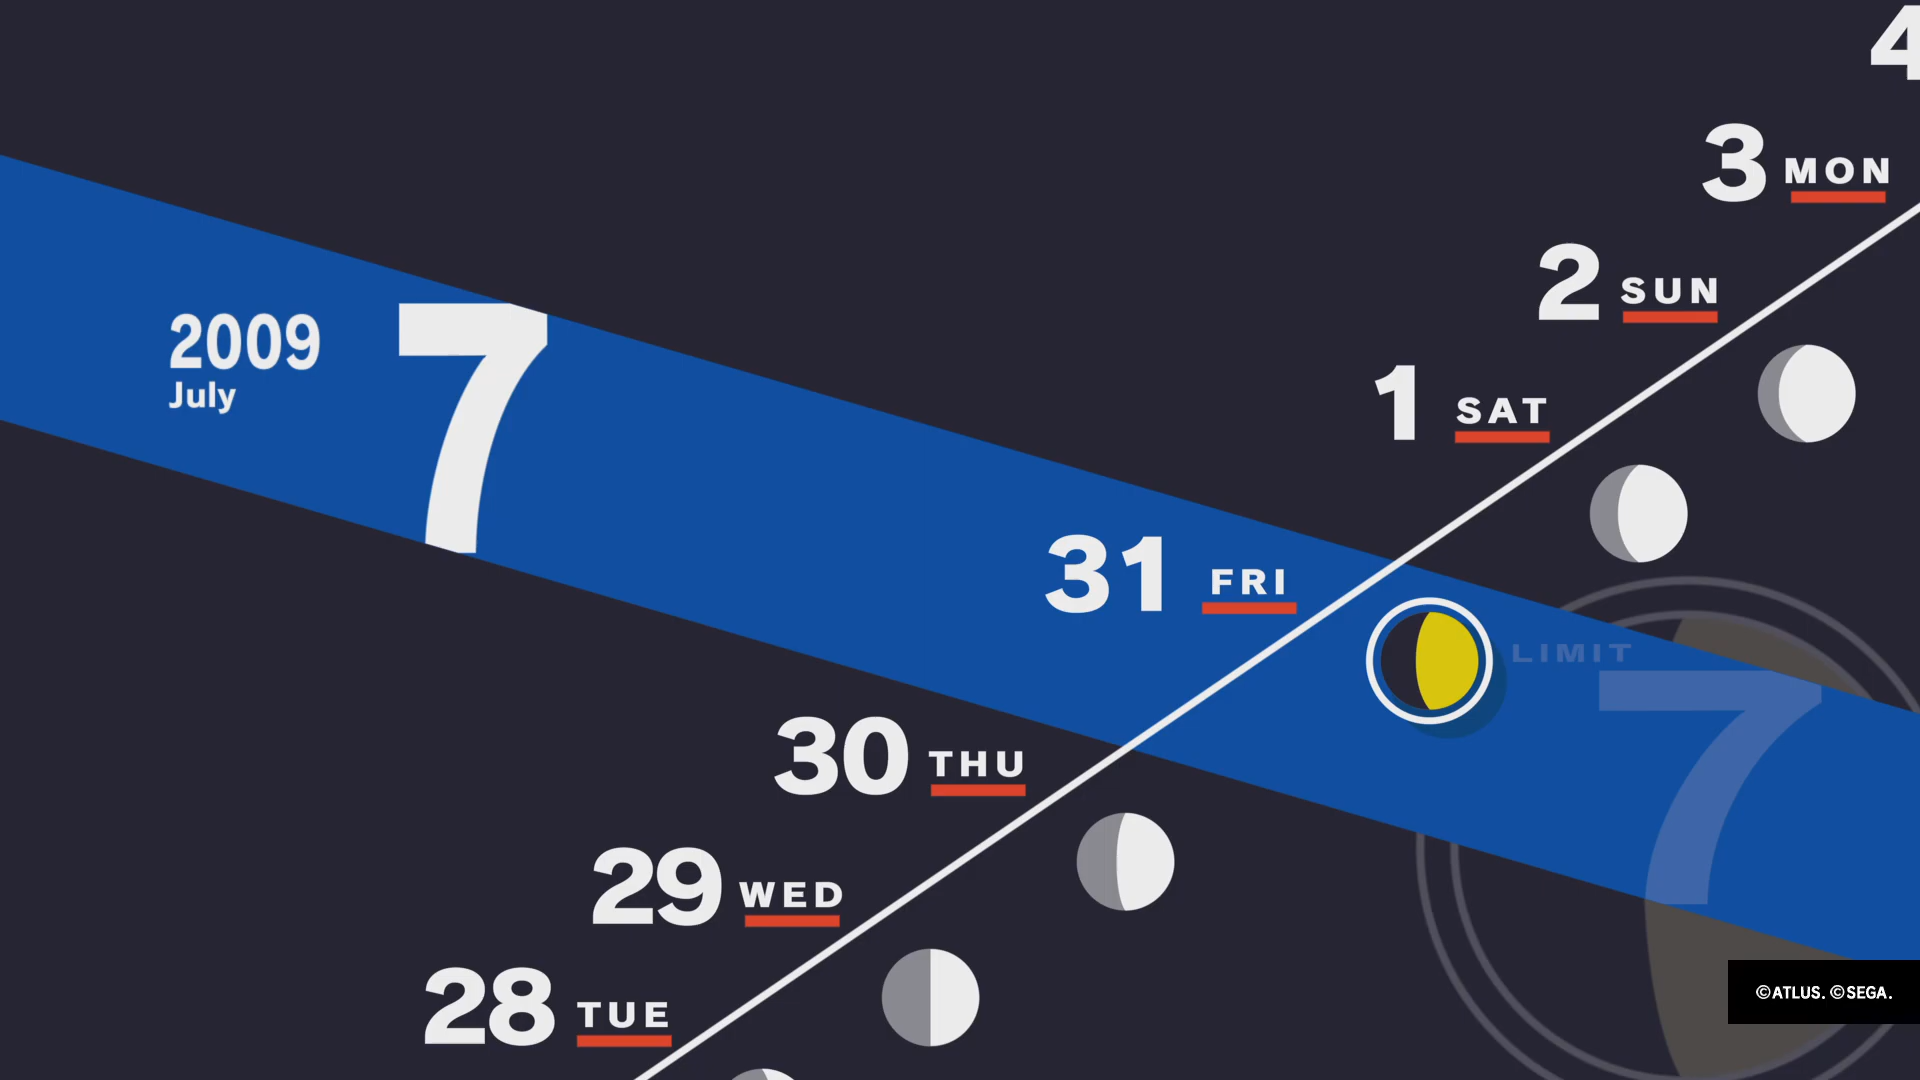 4
3 MON
2 SUN
1 SAT
2009
July
7
31 FRI
LIMIT
7
30 THU
29 WED
28 TUE
©ATLUS. ©SEGA.